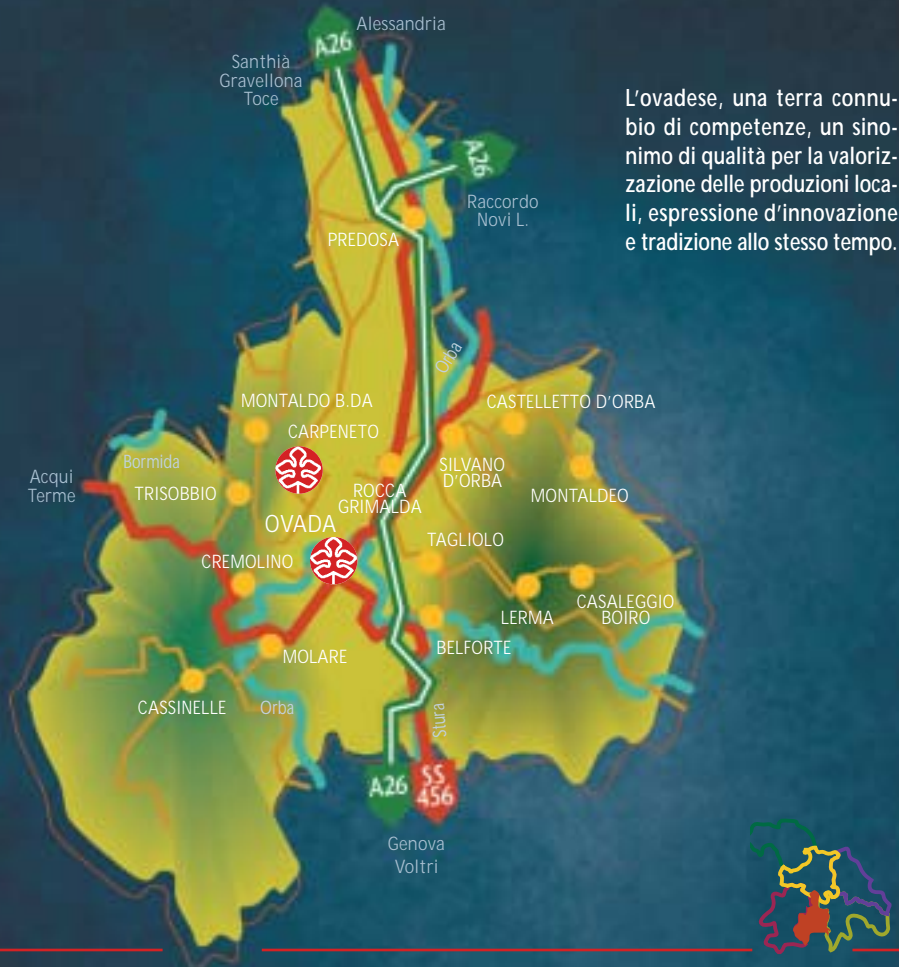 A26
Alessandria
Santhià
Gravellona
Toce
L'ovadese, una terra connu-
bio di competenze, un sino-
nimo di qualità per la valoriz-
zazione delle produzioni loca-
li, espressione d'innovazione
e tradizione allo stesso tempo.
A26
Raccordo
Novi L.
PREDOSA
Orba
MONTALDO B.DA
CASTELLETTO D'ORBA
CARPENETO
Bormida
Acqui
Terme
TRISOBBIO
ROCCA
GRIMALDA
SILVANO
D'ORBA
MONTALDEO
OVADA
TAGLIOLO
CREMOLINO
LERMA
CASALEGGIO
BOIRO
BELFORTE
MOLARE
CASSINELLE
Orba
Stura
A26
SS
456
Genova
Voltri